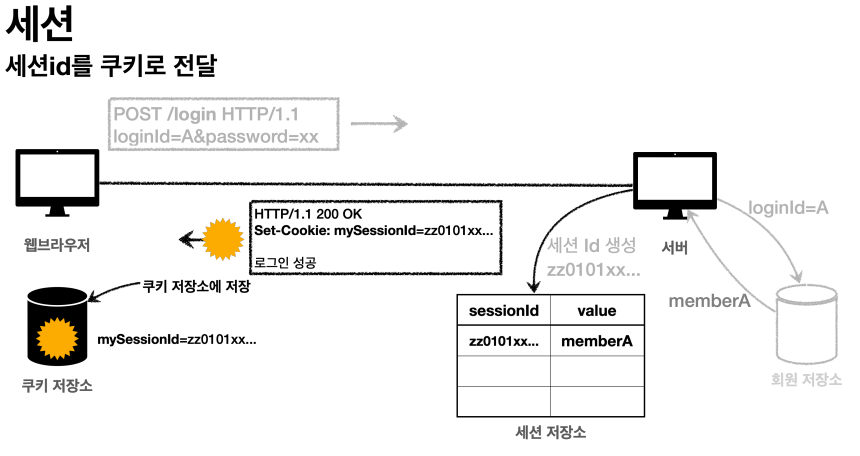 세션
세션id를 쿠키로 전달
POST /login HTTP/1.1
loginId=A&password=xx
HTTP/1.1 200 OK
Set-Cookie: mySessionId=zz0101xx...
로그인 성공
웹브라우저
쿠키 저장소에 저장
mySessionId=zz0101xx...
쿠키 저장소
세션 Id 생성
zz0101xx...
서버
loginId=A
memberA
회원 저장소
sessionId value
zz0101xx... memberA
세션 저장소